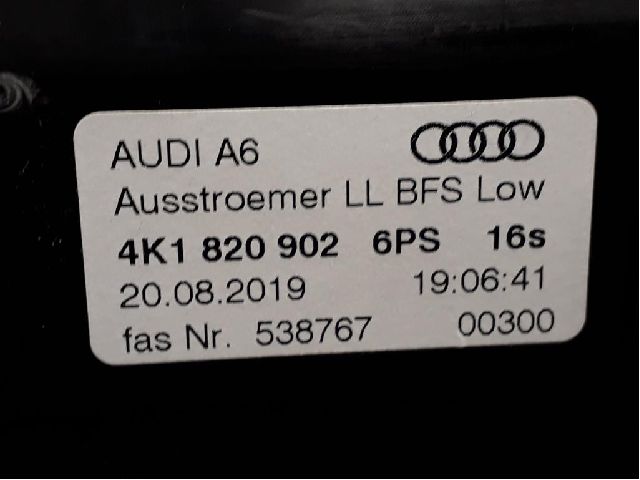 AUDI A6
Ausstroemer LL BFS Low
4K1 820 902 6PS 16s
20.08.2019 19:06:41
fas Nr. 538767 00300